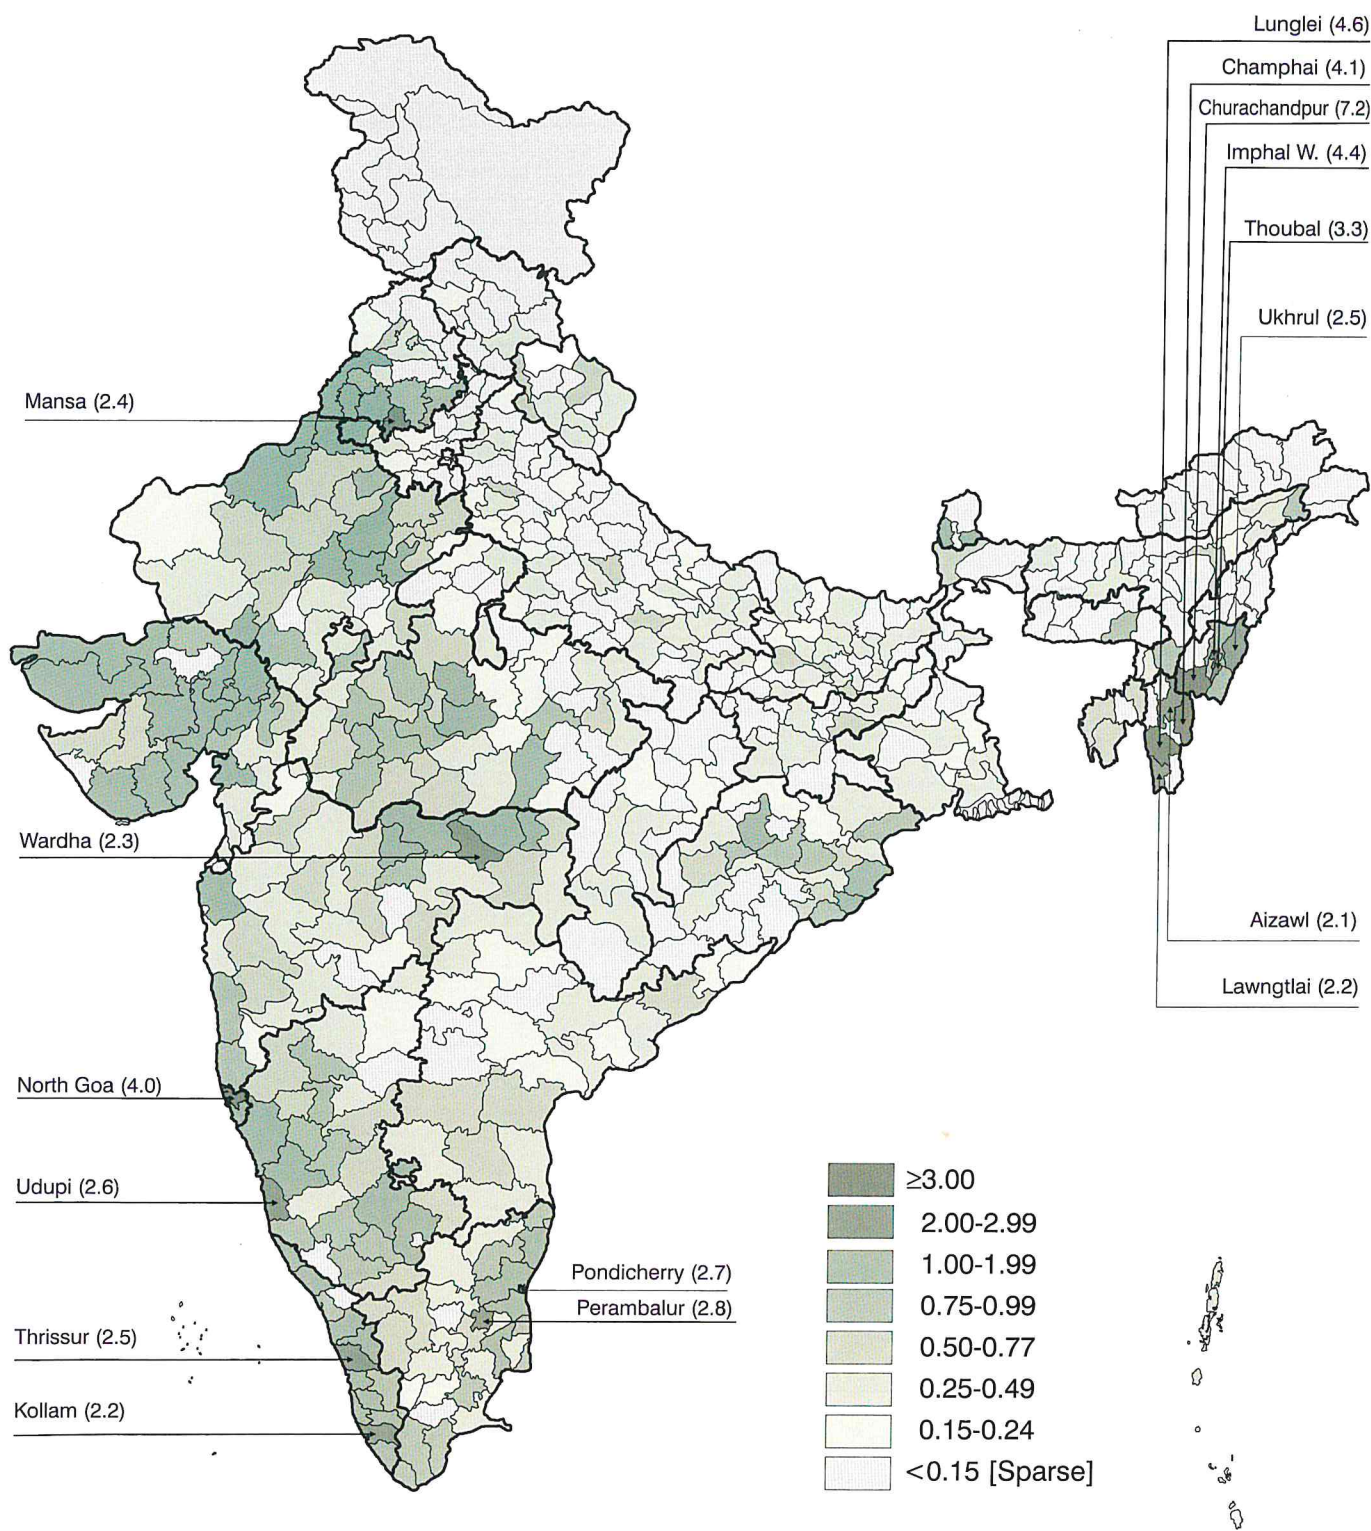 Lunglei (4.6)
Champhai (4.1)
Churachandpur (7.2)
Imphal W. (4.4)
Thoubal (3.3)
Ukhrul (2.5)
Mansa (2.4)
Wardha (2.3)
Aizawl (2.1)
Lawngtlai (2.2)
North Goa (4.0)
Udupi (2.6)
Pondicherry (2.7)
Perambalur (2.8)
Thrissur (2.5)
Kollam (2.2)
≥3.00
2.00-2.99
1.00-1.99
0.75-0.99
0.50-0.77
0.25-0.49
0.15-0.24
<0.15 [Sparse]